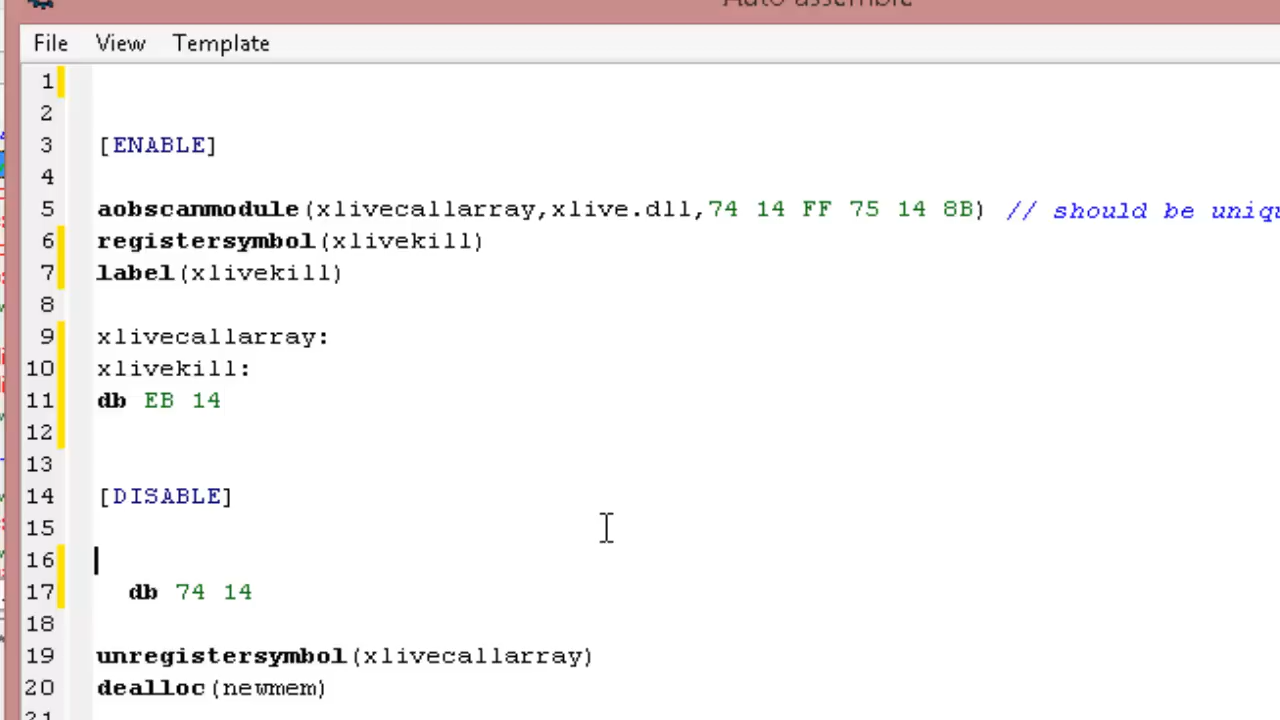 Auto assemble
File View Template
1
2
3 [ENABLE]
4
5 aobscanmodule(xlivecallarray,xlive.dll,74 14 FF 75 14 8B) // should be uniqu
6 registersymbol(xlivekill)
7 label(xlivekill)
8
9 xlivecallarray:
10 xlivekill:
11 db EB 14
12
13
14 [DISABLE]
15
16
17 db 74 14
18
19 unregistersymbol(xlivecallarray)
20 dealloc(newmem)
21